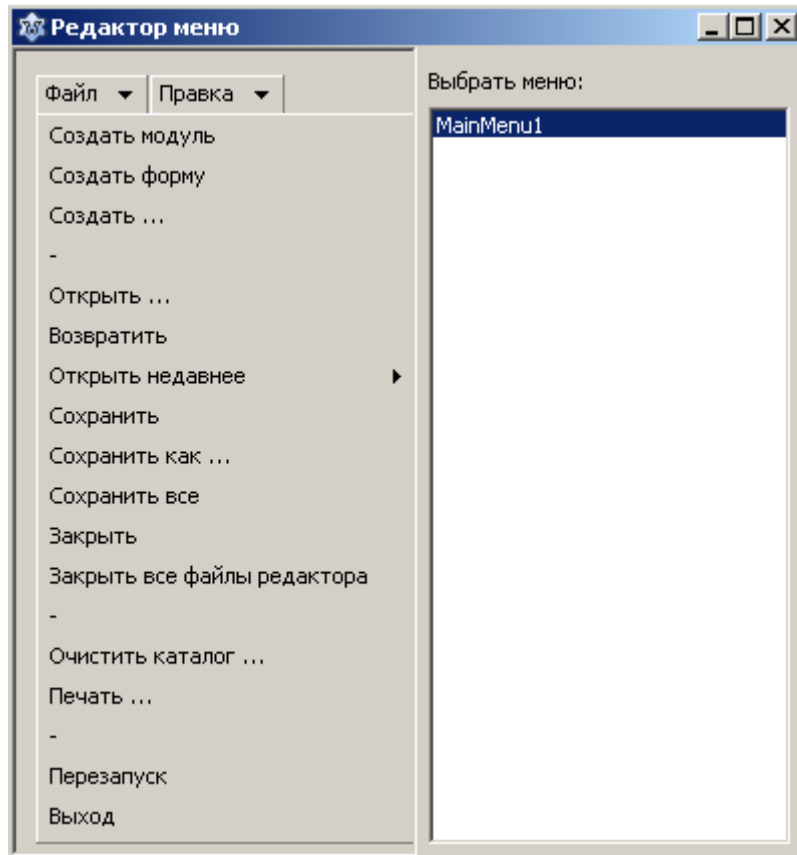 Редактор меню
Файл Правка
Создать модуль
Создать форму
Создать ...
-
Открыть ...
Возвратить
Открыть недавнее
Сохранить
Сохранить как ...
Сохранить все
Закрыть
Закрыть все файлы редактора
-
Очистить каталог ...
Печать ...
-
Перезапуск
Выход
Выбрать меню:
MainMenu1